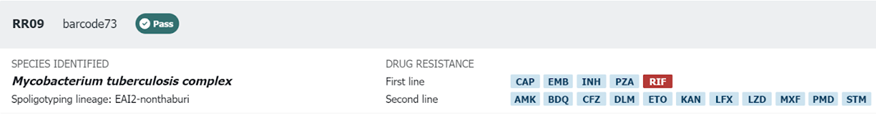 RR09 barcode73 Pass
SPECIES IDENTIFIED DRUG RESISTANCE
Mycobacterium tuberculosis complex First line CAP EMB INH PZA RIF
Spoligotyping lineage: EAI2-nonthaburi Second line AMK BDQ CFZ DLM ETO KAN LFX LZD MXF PMD STM